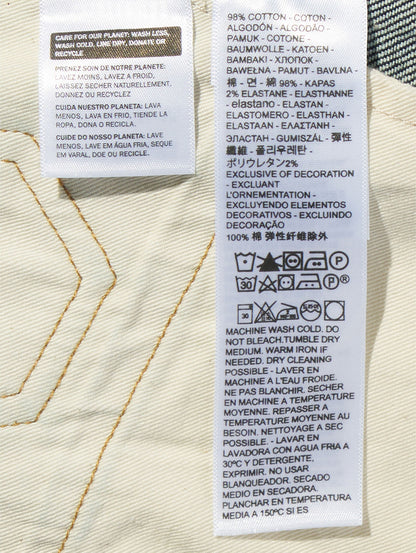 CARE FOR OUR PLANET: WASH LESS,
WASH COLD, LINE DRY, DONATE OR
RECYCLE
PRENEZ SOIN DE NOTRE PLANETE:
LAVEZ MOINS, LAVEZ A FROID,
LAISSEZ SECHER NATURELLEMENT.
DONNEZ OU RECYCLEZ
CUIDA NUESTRO PLANETA: LAVA
MENOS, LAVA EN FRIO, TIENDE LA
ROPA, DONA O RECICLA.
CUIDE DO NOSSO PLANETA: LAVE
MENOS, LAVE EM ÁGUA FRIA, SEQUE
EM VARAL, DOE OU RECICLE.
98% COTTON - COTON -
ALGODÓN - ALGODÃO -
PAMUK - COTONE -
BAUMWOLLE - KATOEN -
BAMBAKI - ХЛОПОК -
BAWEŁNA - PAMUT - BAVLNA -
棉 - 면 - 綿 98% - KAPAS
2% ELASTANE - ELASTHANNE
- elastano - ELASTAN -
ELASTOMERO - ELASTHAN -
ELASTAAN - ΕΛΑΣΤΑΝΗ -
ЭЛАСТАН - GUMISZÁL - 弾性
纖維 - 폴리우레탄 -
ポリウレタン2%
EXCLUSIVE OF DECORATION
- EXCLUANT
L'ORNEMENTATION -
EXCLUYENDO ELEMENTOS
DECORATIVOS - EXCLUINDO
DECORAÇÃO
100% 棉 弹性纤维除外
P
30 P®
30
MACHINE WASH COLD. DO
NOT BLEACH.TUMBLE DRY
MEDIUM. WARM IRON IF
NEEDED. DRY CLEANING
POSSIBLE - LAVER EN
MACHINE A L'EAU FROIDE.
NE PAS BLANCHIR. SECHER
EN MACHINE A TEMPERATURE
MOYENNE. REPASSER A
TEMPERATURE MOYENNE AU
BESOIN. NETTOYAGE A SEC
POSSIBLE. - LAVAR EN
LAVADORA CON AGUA FRIA A
30ºC Y DETERGENTE,
EXPRIMIR. NO USAR
BLANQUEADOR. SECADO
MEDIO EN SECADORA.
PLANCHAR EN TEMPERATURA
MEDIA A 150ºC SI ES